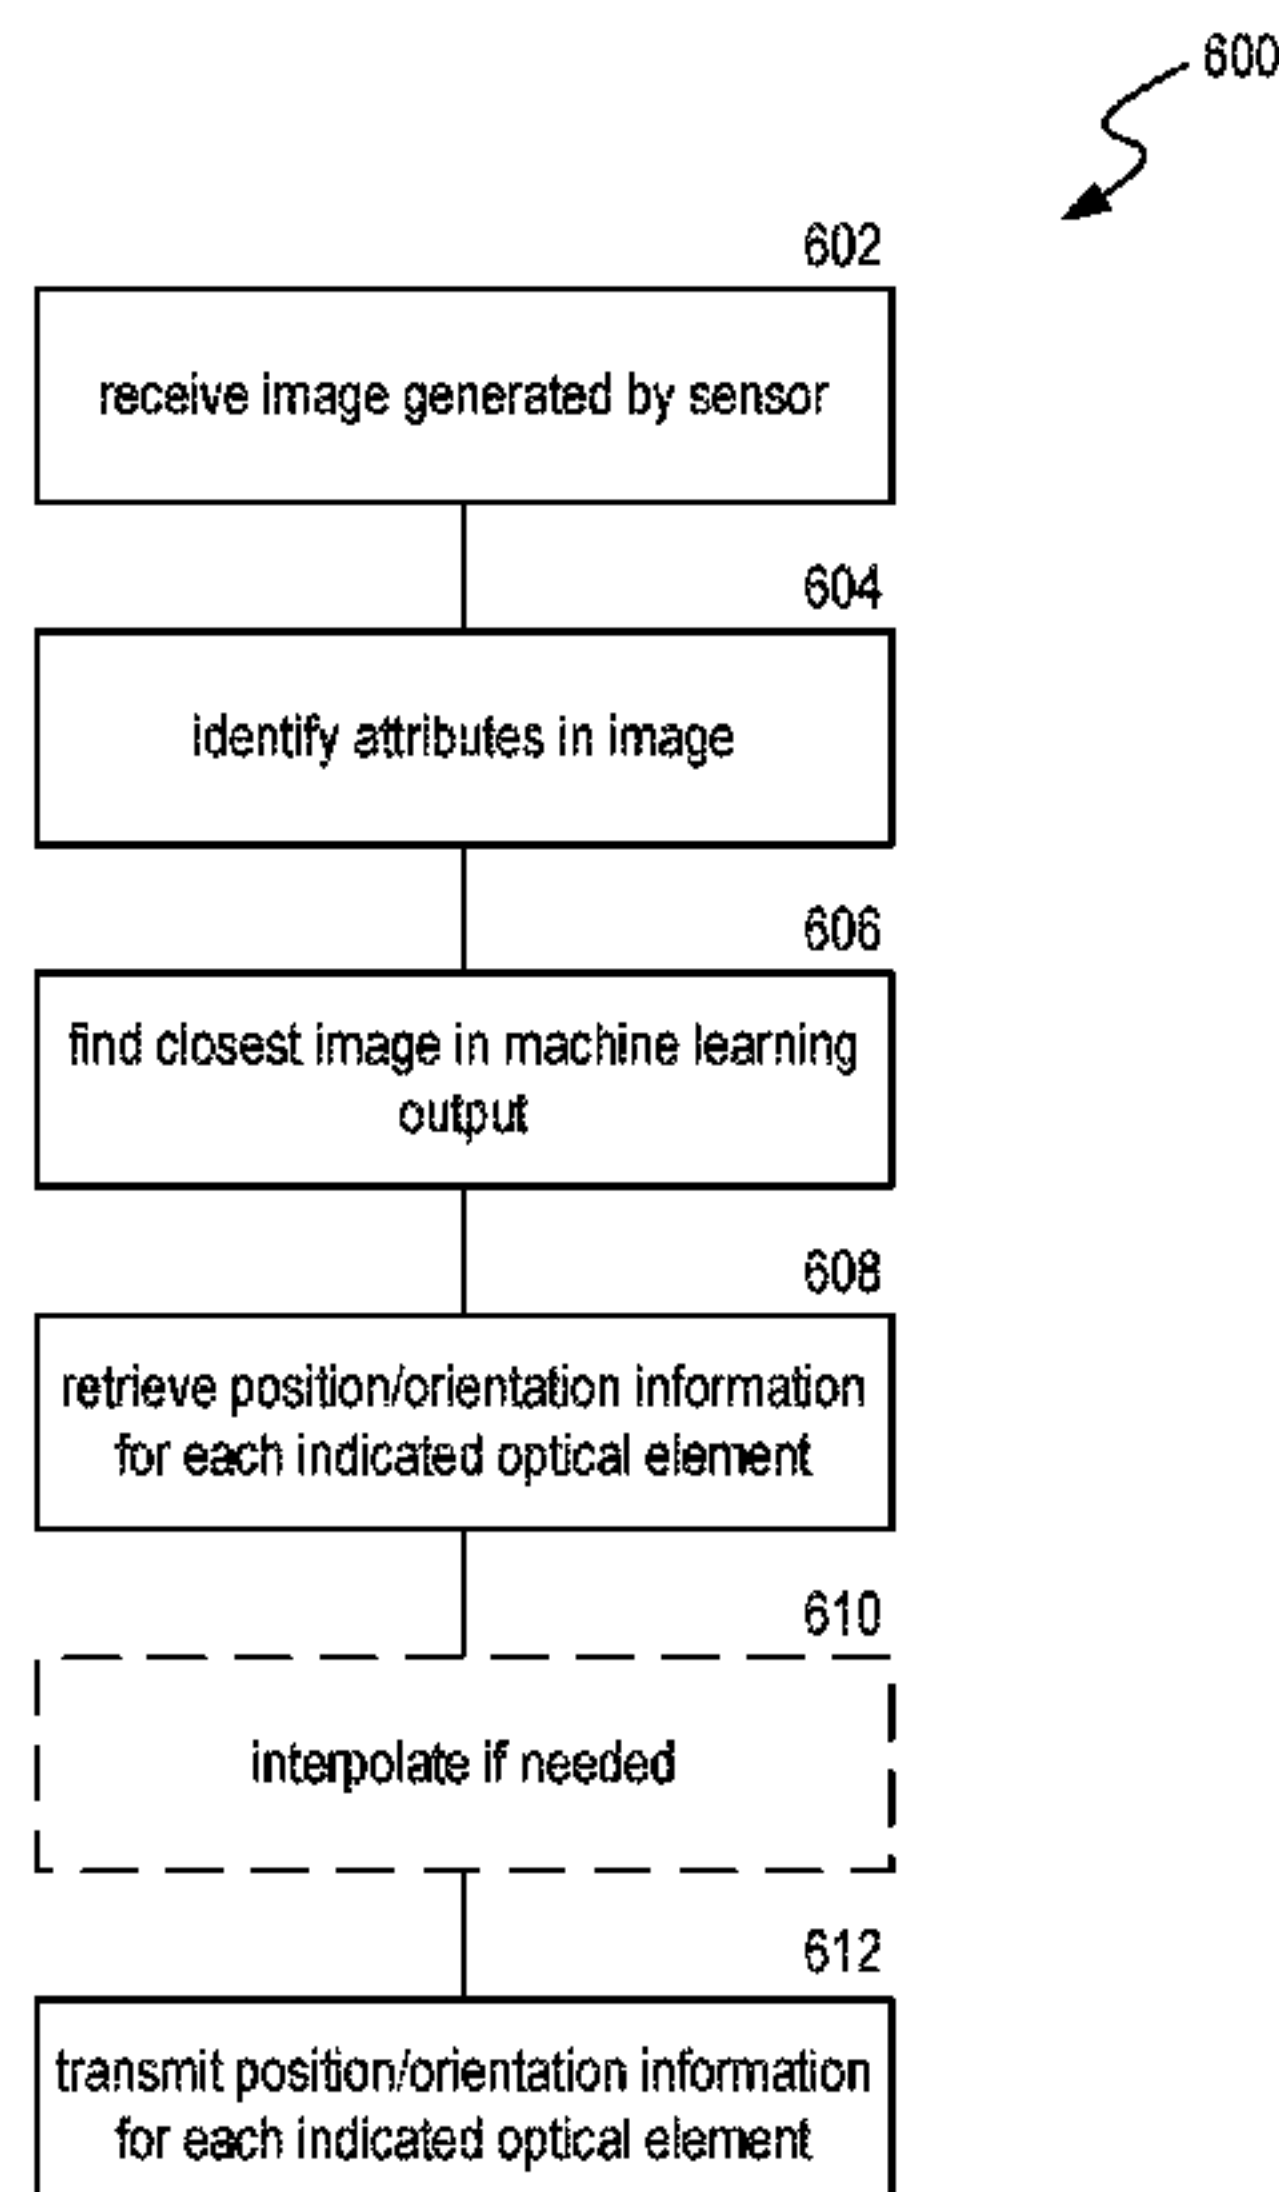 600
602
receive image generated by sensor
604
identify attributes in image
606
find closest image in machine learning
output
608
retrieve position/orientation information
for each indicated optical element
610
interpolate if needed
612
transmit position/orientation information
for each indicated optical element